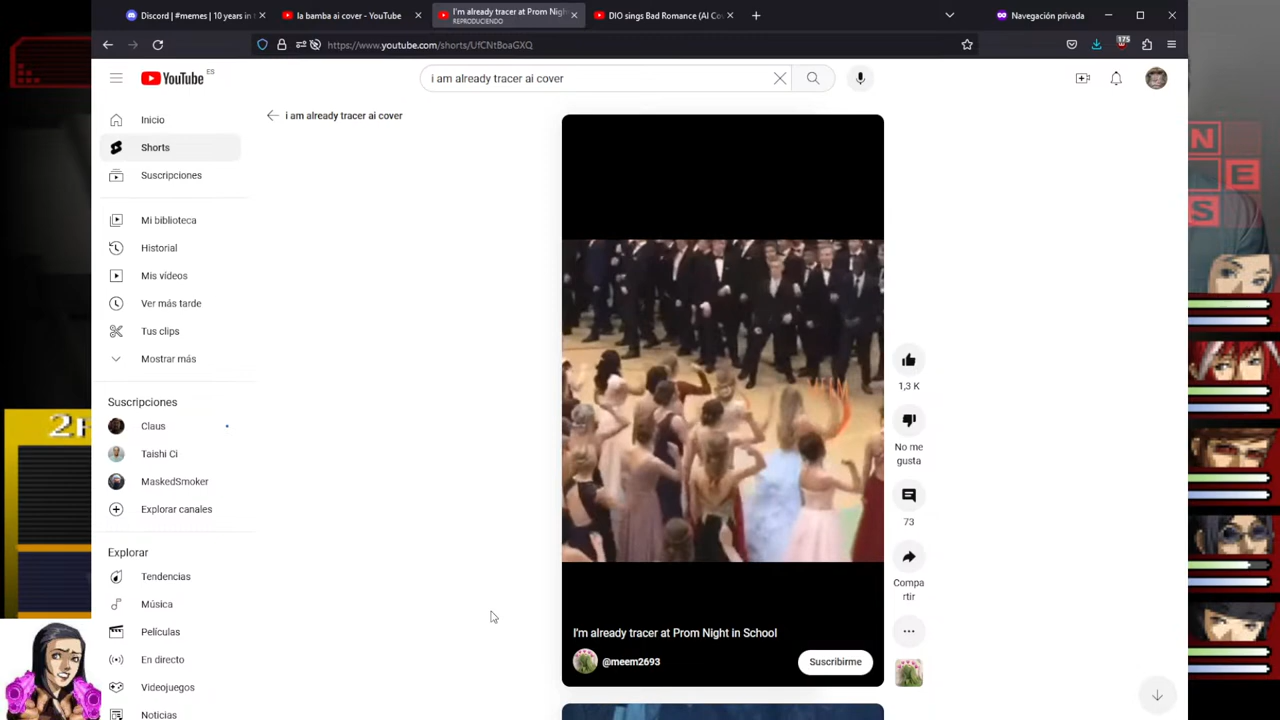 Discord | #memes | 10 years in t
la bamba ai cover - YouTube
I'm already tracer at Prom Nigh
REPRODUCIENDO
DIO sings Bad Romance (AI Cov
Navegación privada
https://www.youtube.com/shorts/UfCNtBoaGXQ
175
YouTube ES
i am already tracer ai cover
Inicio
i am already tracer ai cover
Shorts
Suscripciones
Mi biblioteca
Historial
Mis vídeos
Ver más tarde
Tus clips
Mostrar más
Suscripciones
Claus
Taishi Ci
MaskedSmoker
Explorar canales
Explorar
Tendencias
Música
Películas
En directo
Videojuegos
Noticias
1,3 K
No me
gusta
73
Compa
rtir
I'm already tracer at Prom Night in School
@meem2693
Suscribirme
N
E
S